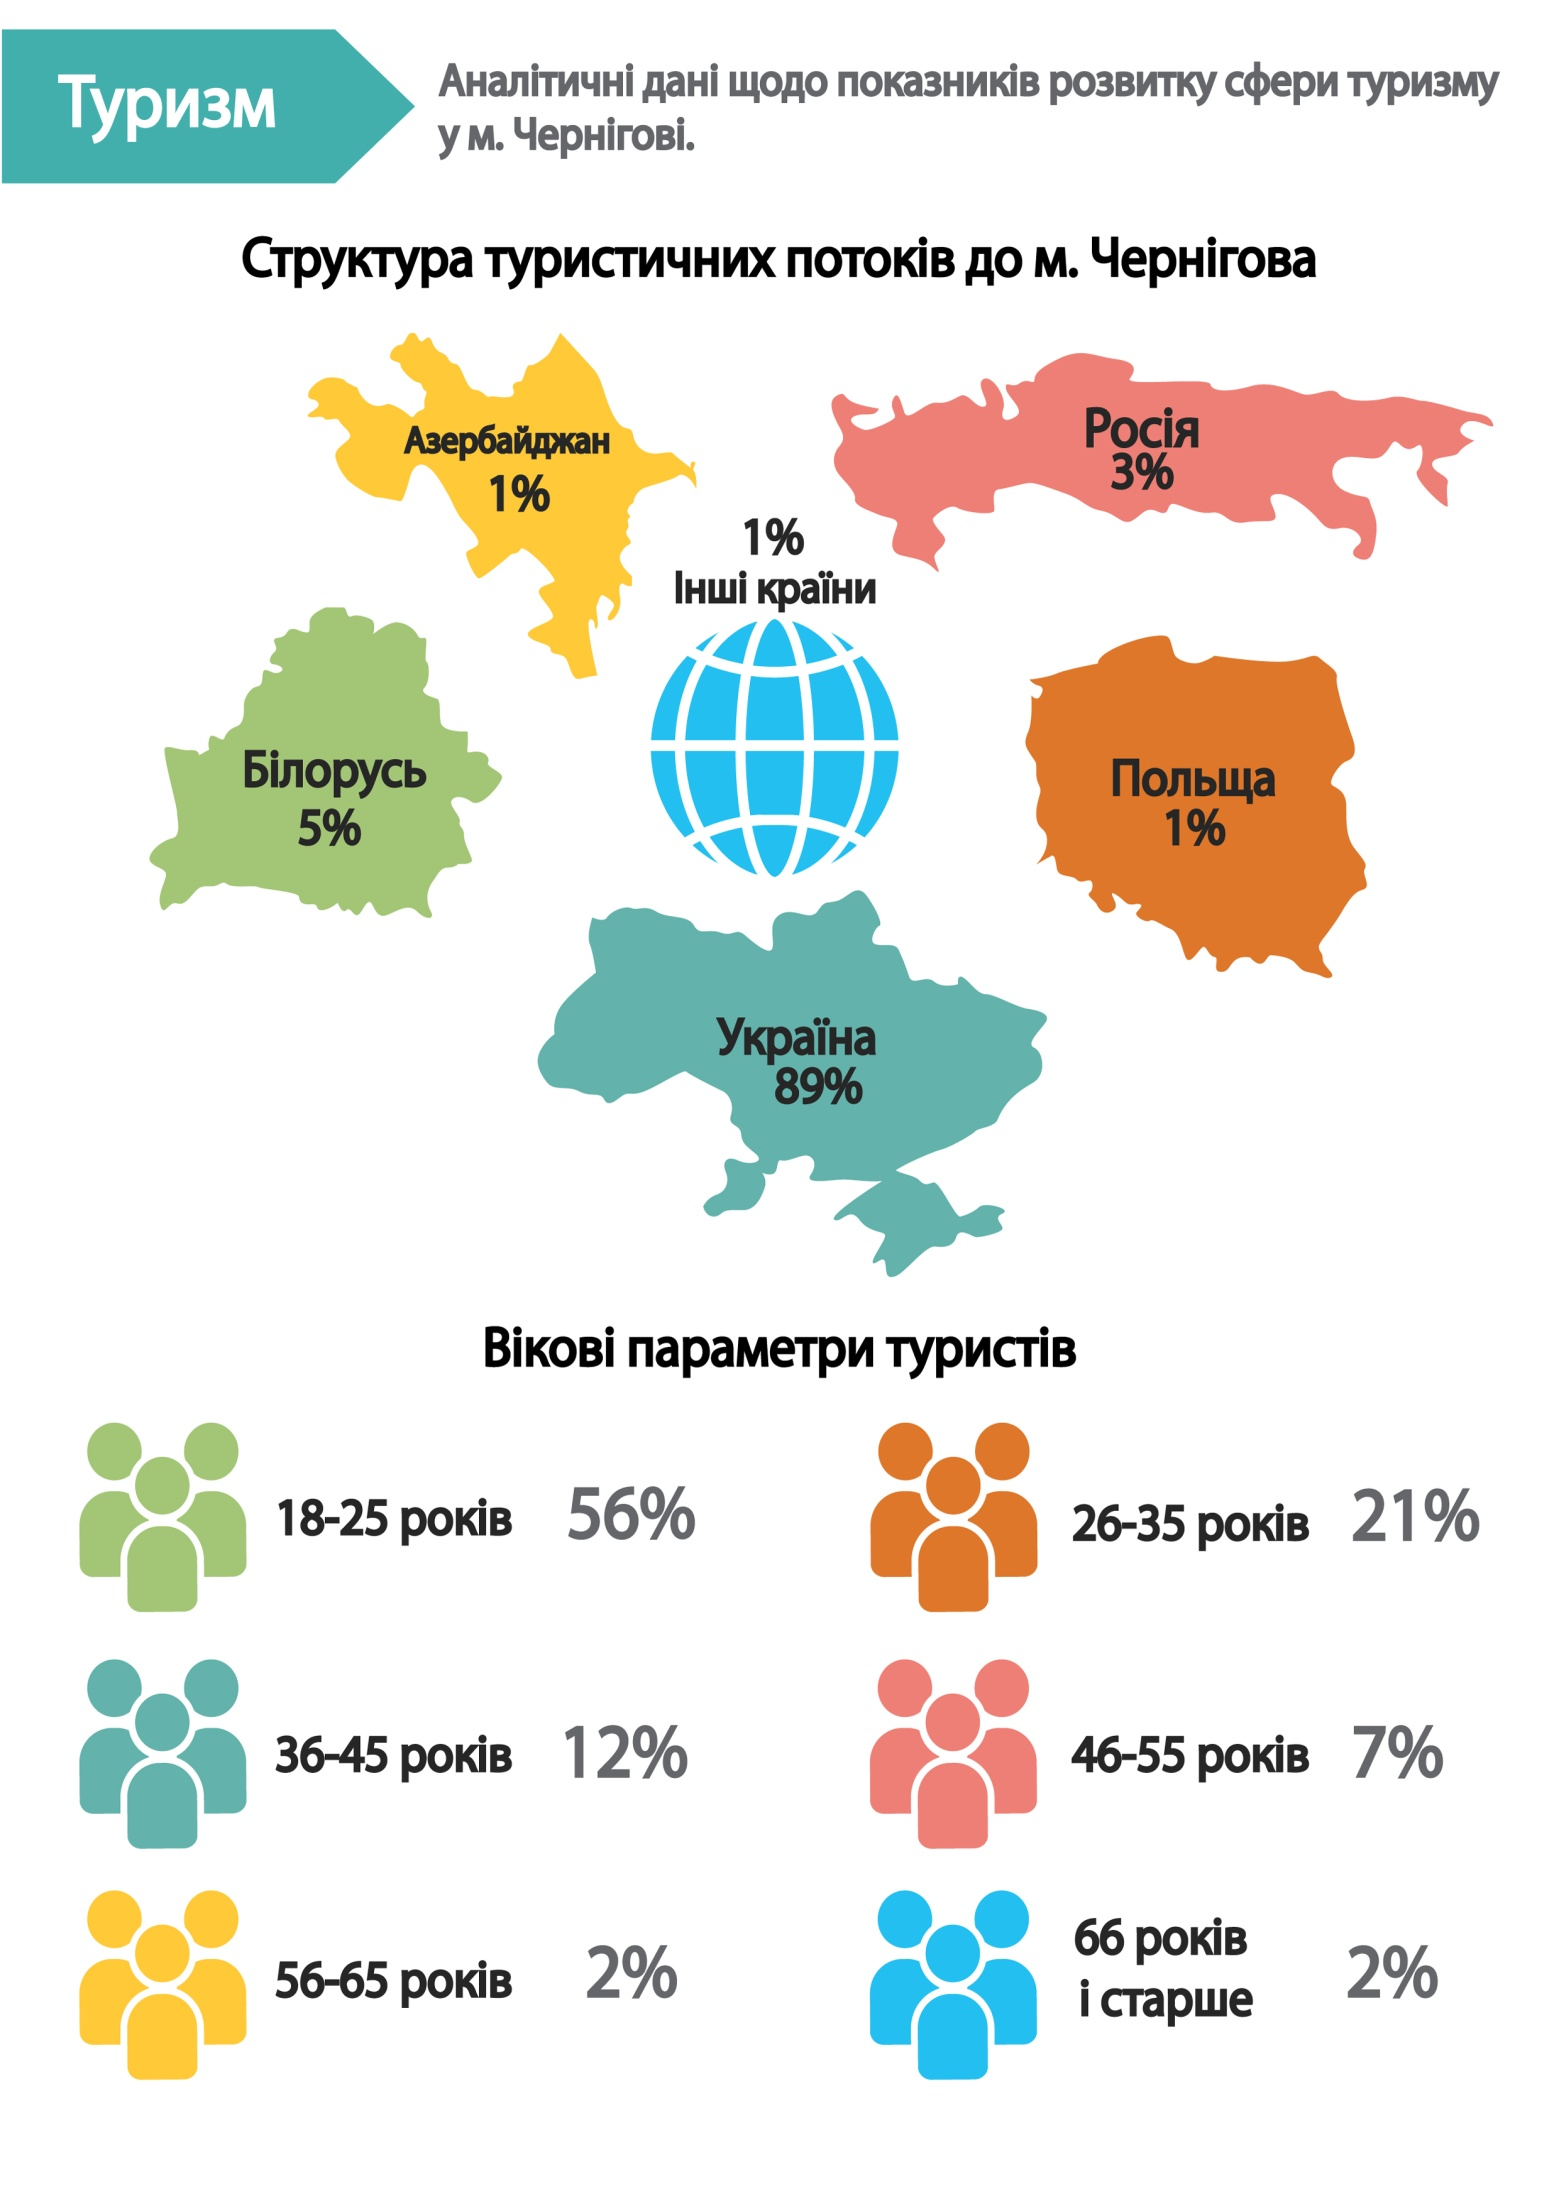 Туризм
Аналітичні дані щодо показників розвитку сфери туризму
у м. Чернігові.
Структура туристичних потоків до м. Чернігова
Азербайджан
1%
Росія
3%
1%
Інші країни
Білорусь
5%
Польща
1%
Україна
89%
Вікові параметри туристів
18-25 років 56%
26-35 років 21%
36-45 років 12%
46-55 років 7%
56-65 років 2%
66 років
і старше 2%